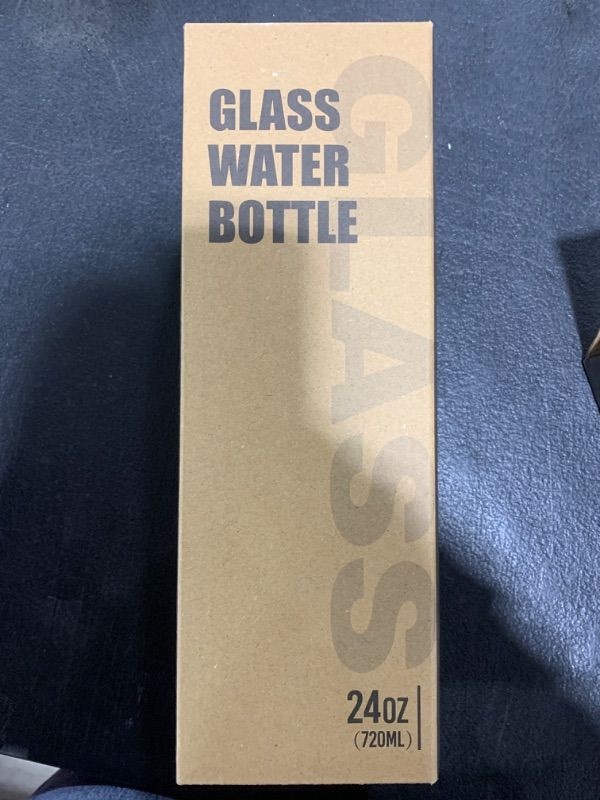 GLASS
WATER
BOTTLE
GLASS
24OZ
(720ML)